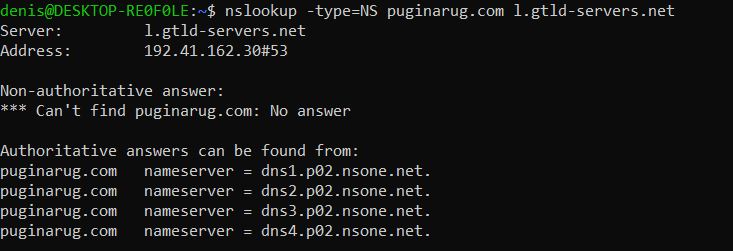 denis@DESKTOP-RE0F0LE:~$ nslookup -type=NS puginarug.com l.gtld-servers.net
Server:         l.gtld-servers.net
Address:        192.41.162.30#53

Non-authoritative answer:
*** Can't find puginarug.com: No answer

Authoritative answers can be found from:
puginarug.com   nameserver = dns1.p02.nsone.net.
puginarug.com   nameserver = dns2.p02.nsone.net.
puginarug.com   nameserver = dns3.p02.nsone.net.
puginarug.com   nameserver = dns4.p02.nsone.net.